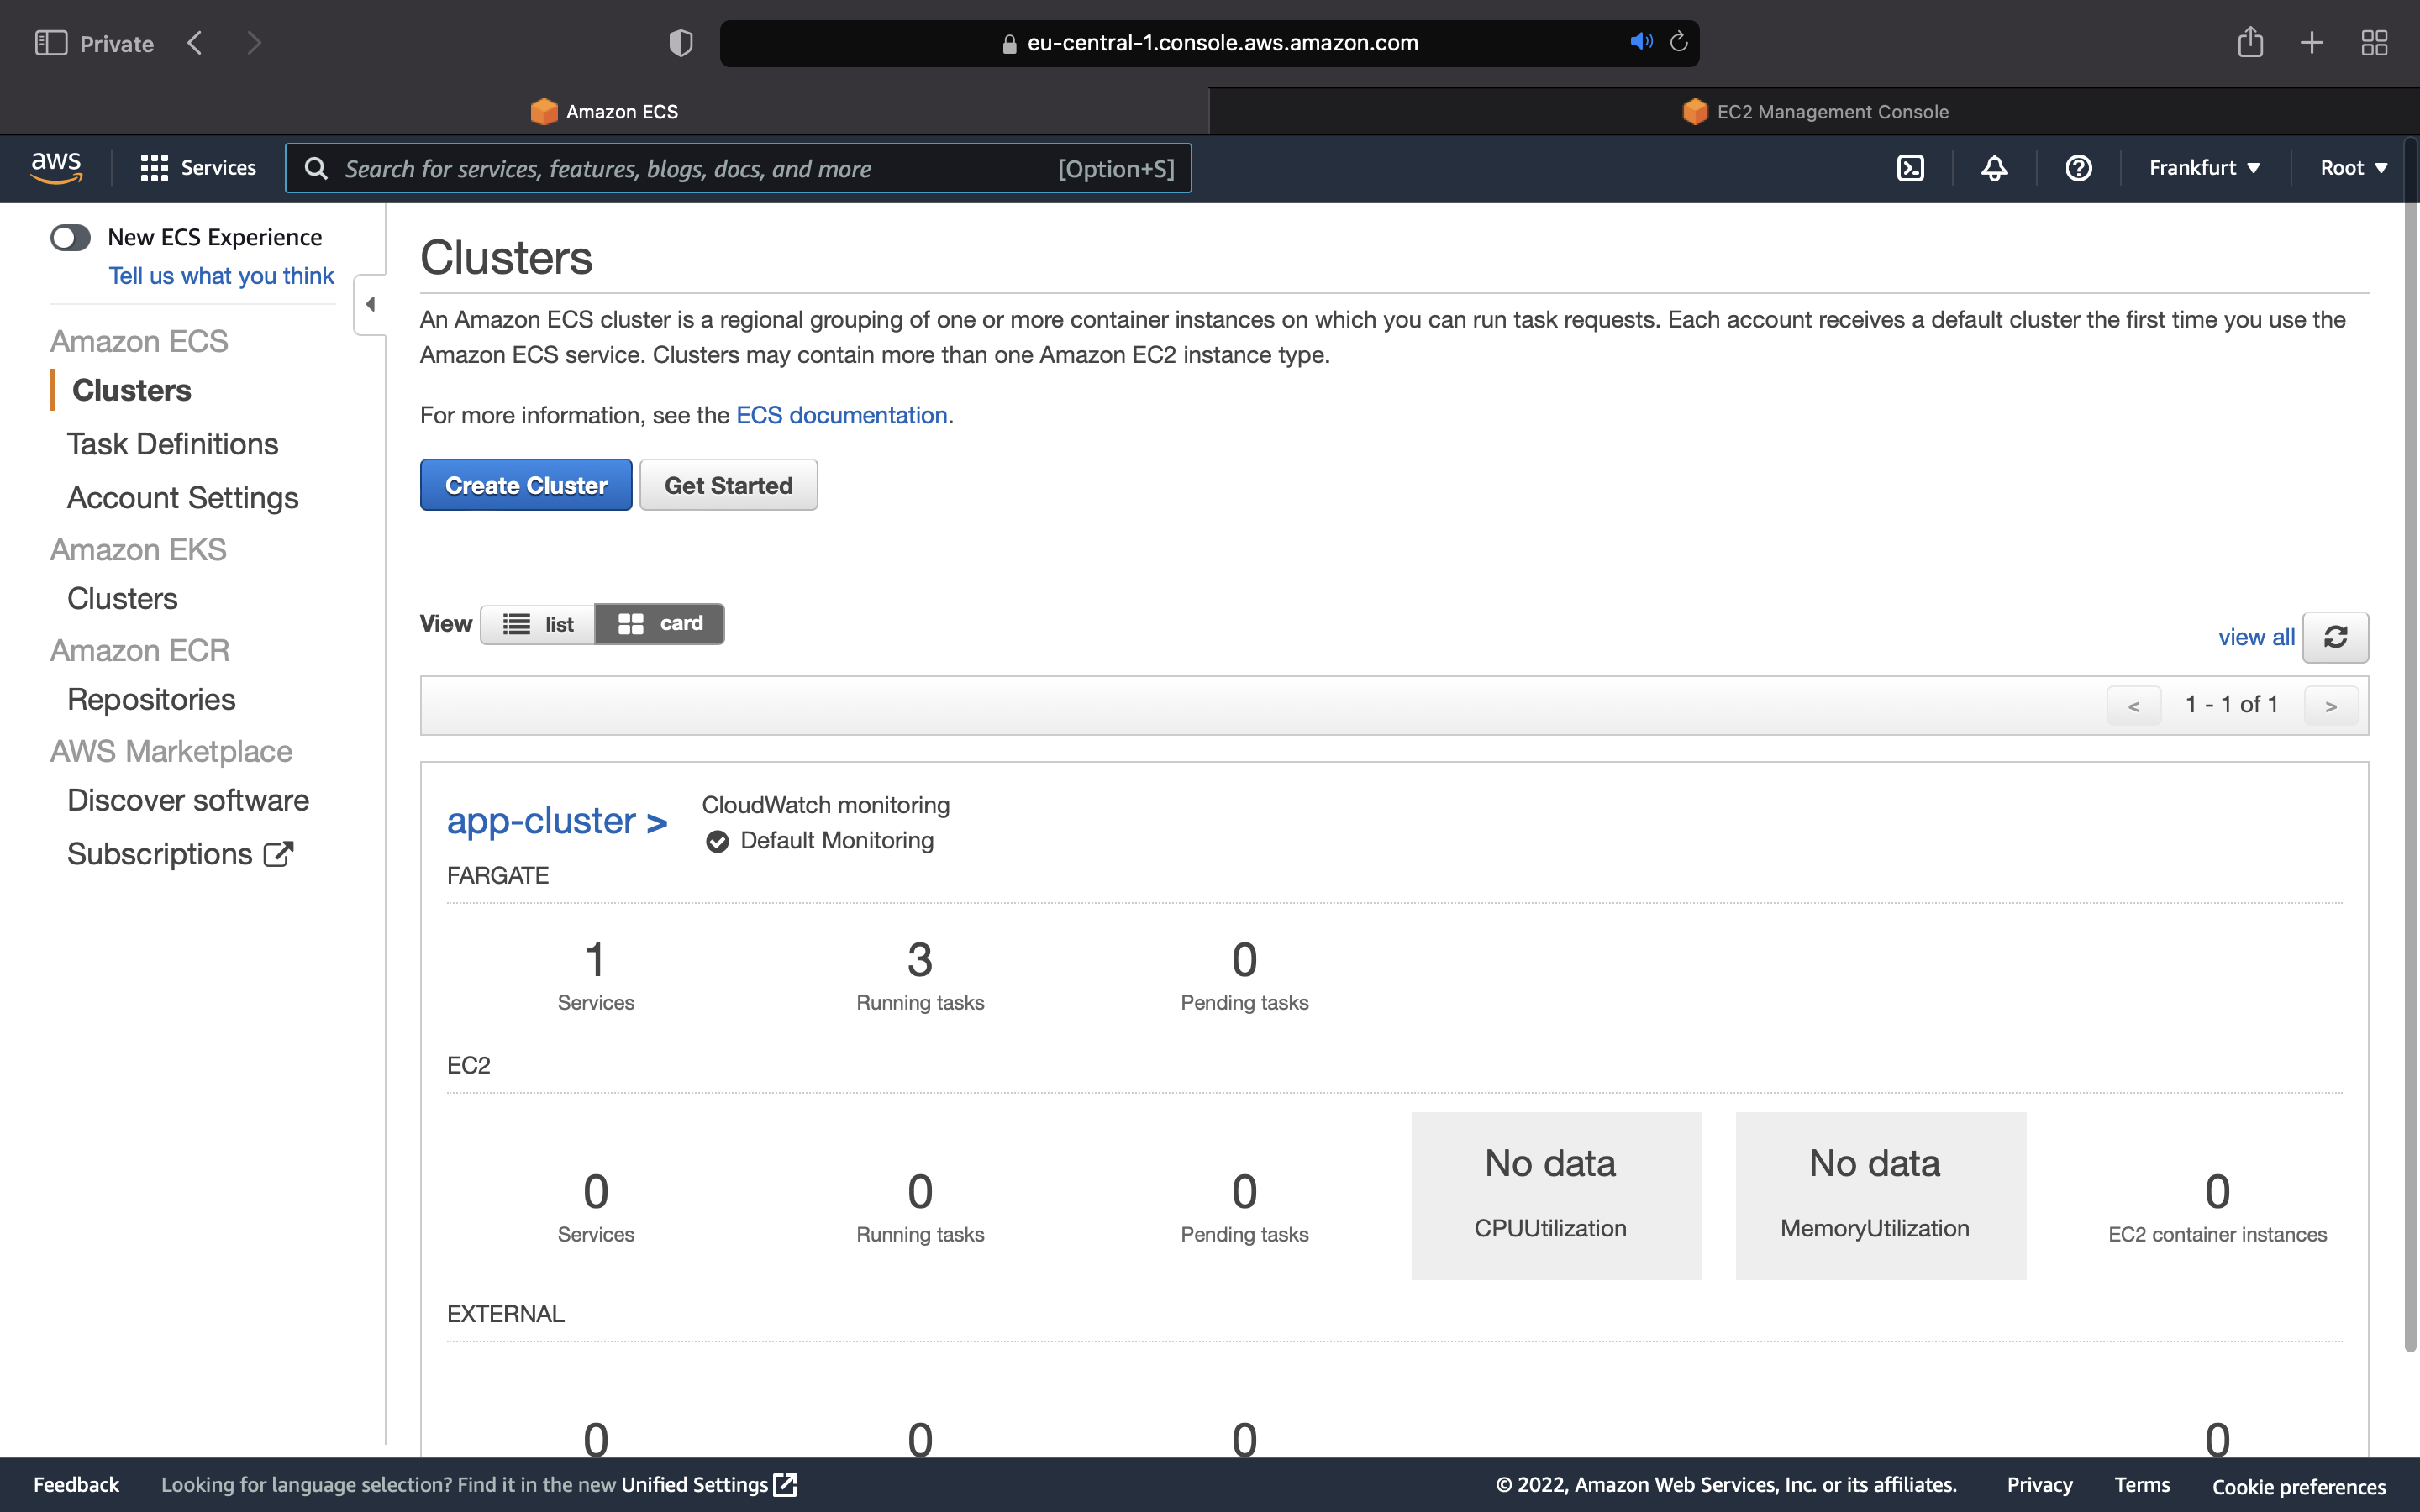 Private
eu-central-1.console.aws.amazon.com
Amazon ECS
EC2 Management Console
aws
Services
Search for services, features, blogs, docs, and more [Option+S]
Frankfurt
Root
New ECS Experience
Tell us what you think
Amazon ECS
Clusters
Task Definitions
Account Settings
Amazon EKS
Clusters
Amazon ECR
Repositories
AWS Marketplace
Discover software
Subscriptions
Clusters
An Amazon ECS cluster is a regional grouping of one or more container instances on which you can run task requests. Each account receives a default cluster the first time you use the
Amazon ECS service. Clusters may contain more than one Amazon EC2 instance type.
For more information, see the ECS documentation.
Create Cluster
Get Started
View list card
view all
< 1 - 1 of 1 >
app-cluster >
CloudWatch monitoring
Default Monitoring
FARGATE
1 3 0
Services Running tasks Pending tasks
EC2
No data No data
0 0 0 0
CPUUtilization MemoryUtilization
Services Running tasks Pending tasks EC2 container instances
EXTERNAL
0 0 0 0
Feedback Looking for language selection? Find it in the new Unified Settings
© 2022, Amazon Web Services, Inc. or its affiliates. Privacy Terms Cookie preferences